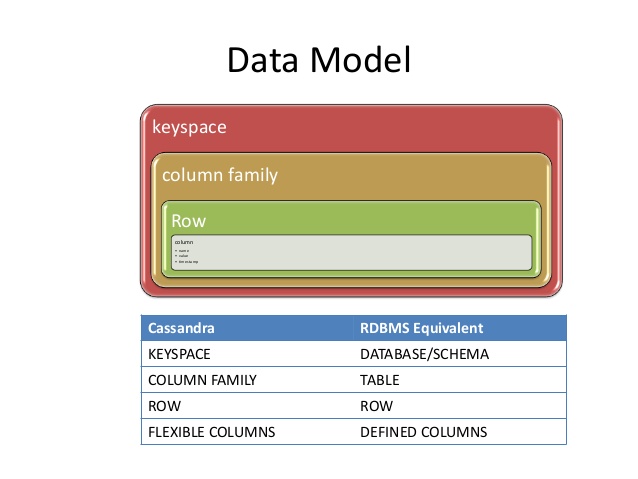 Data Model
keyspace
column family
Row
column
• name
• value
• timestamp
Cassandra RDBMS Equivalent
KEYSPACE DATABASE/SCHEMA
COLUMN FAMILY TABLE
ROW ROW
FLEXIBLE COLUMNS DEFINED COLUMNS